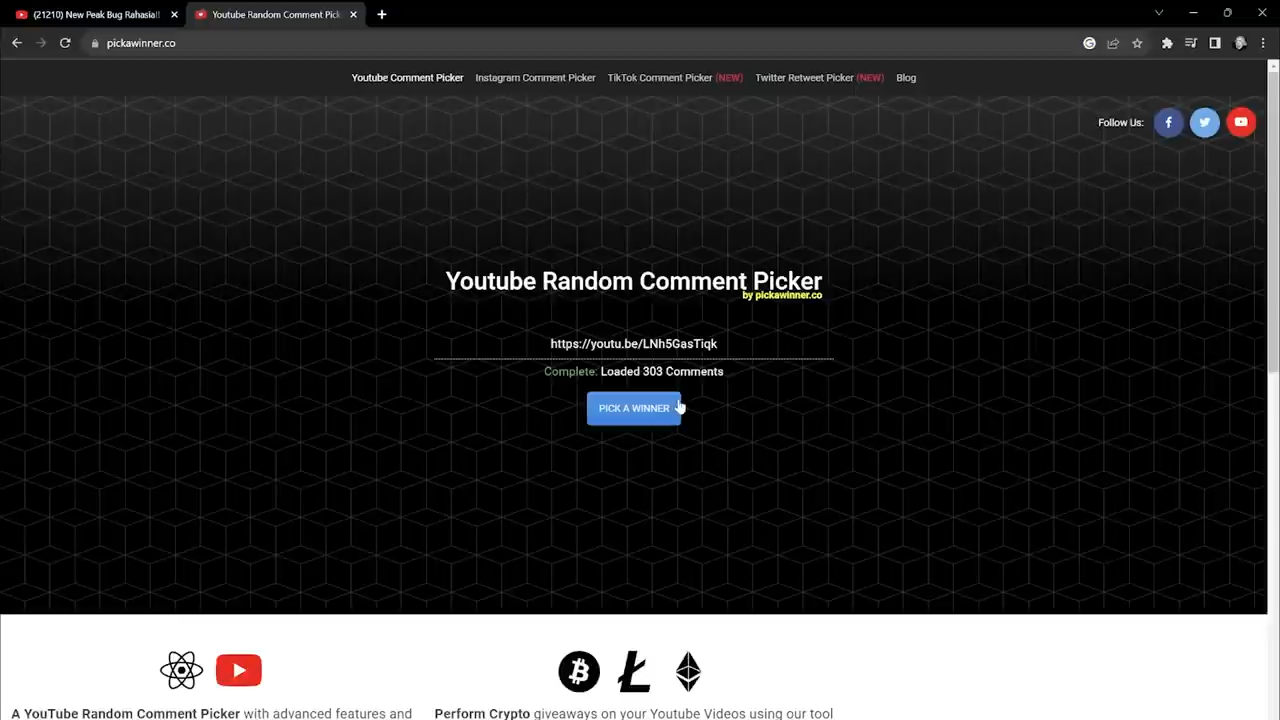 (21210) New Peak Bug Rahasia!!
Youtube Random Comment Pick
pickawinner.co
Youtube Comment Picker
Instagram Comment Picker
TikTok Comment Picker (NEW)
Twitter Retweet Picker (NEW)
Blog
Follow Us:
Youtube Random Comment Picker
by pickawinner.co
https://youtu.be/LNh5GasTiqk
Complete: Loaded 303 Comments
PICK A WINNER
A YouTube Random Comment Picker with advanced features and
Perform Crypto giveaways on your Youtube Videos using our tool